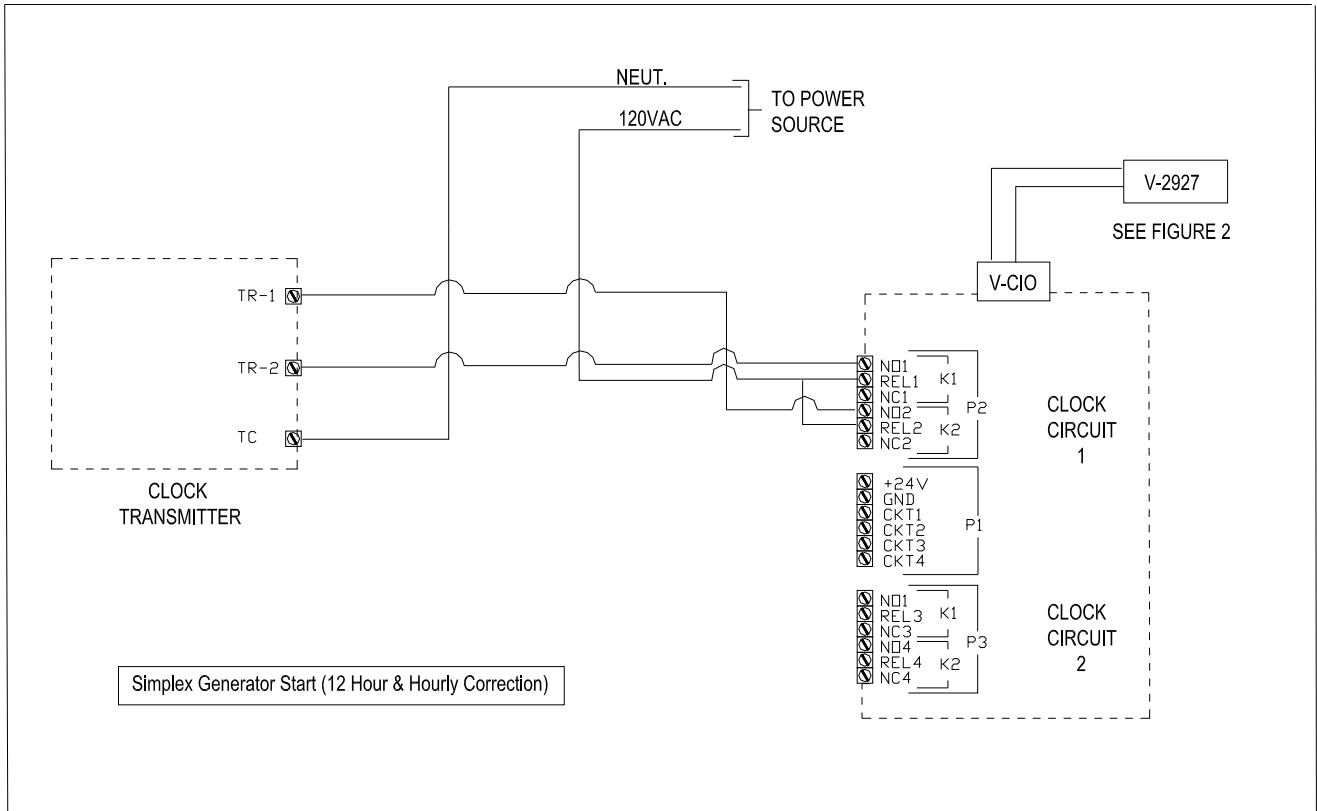 NEUT.
120VAC
TO POWER
SOURCE
V-2927
SEE FIGURE 2
V-CIO
TR-1
TR-2
TC
CLOCK
TRANSMITTER
NO1
REL1
NC1
NO2
REL2
NC2
K1
K2
P2
CLOCK
CIRCUIT
1
+24V
GND
CKT1
CKT2
CKT3
CKT4
P1
NO1
REL3
NC3
NO4
REL4
NC4
K1
K2
P3
CLOCK
CIRCUIT
2
Simplex Generator Start (12 Hour & Hourly Correction)